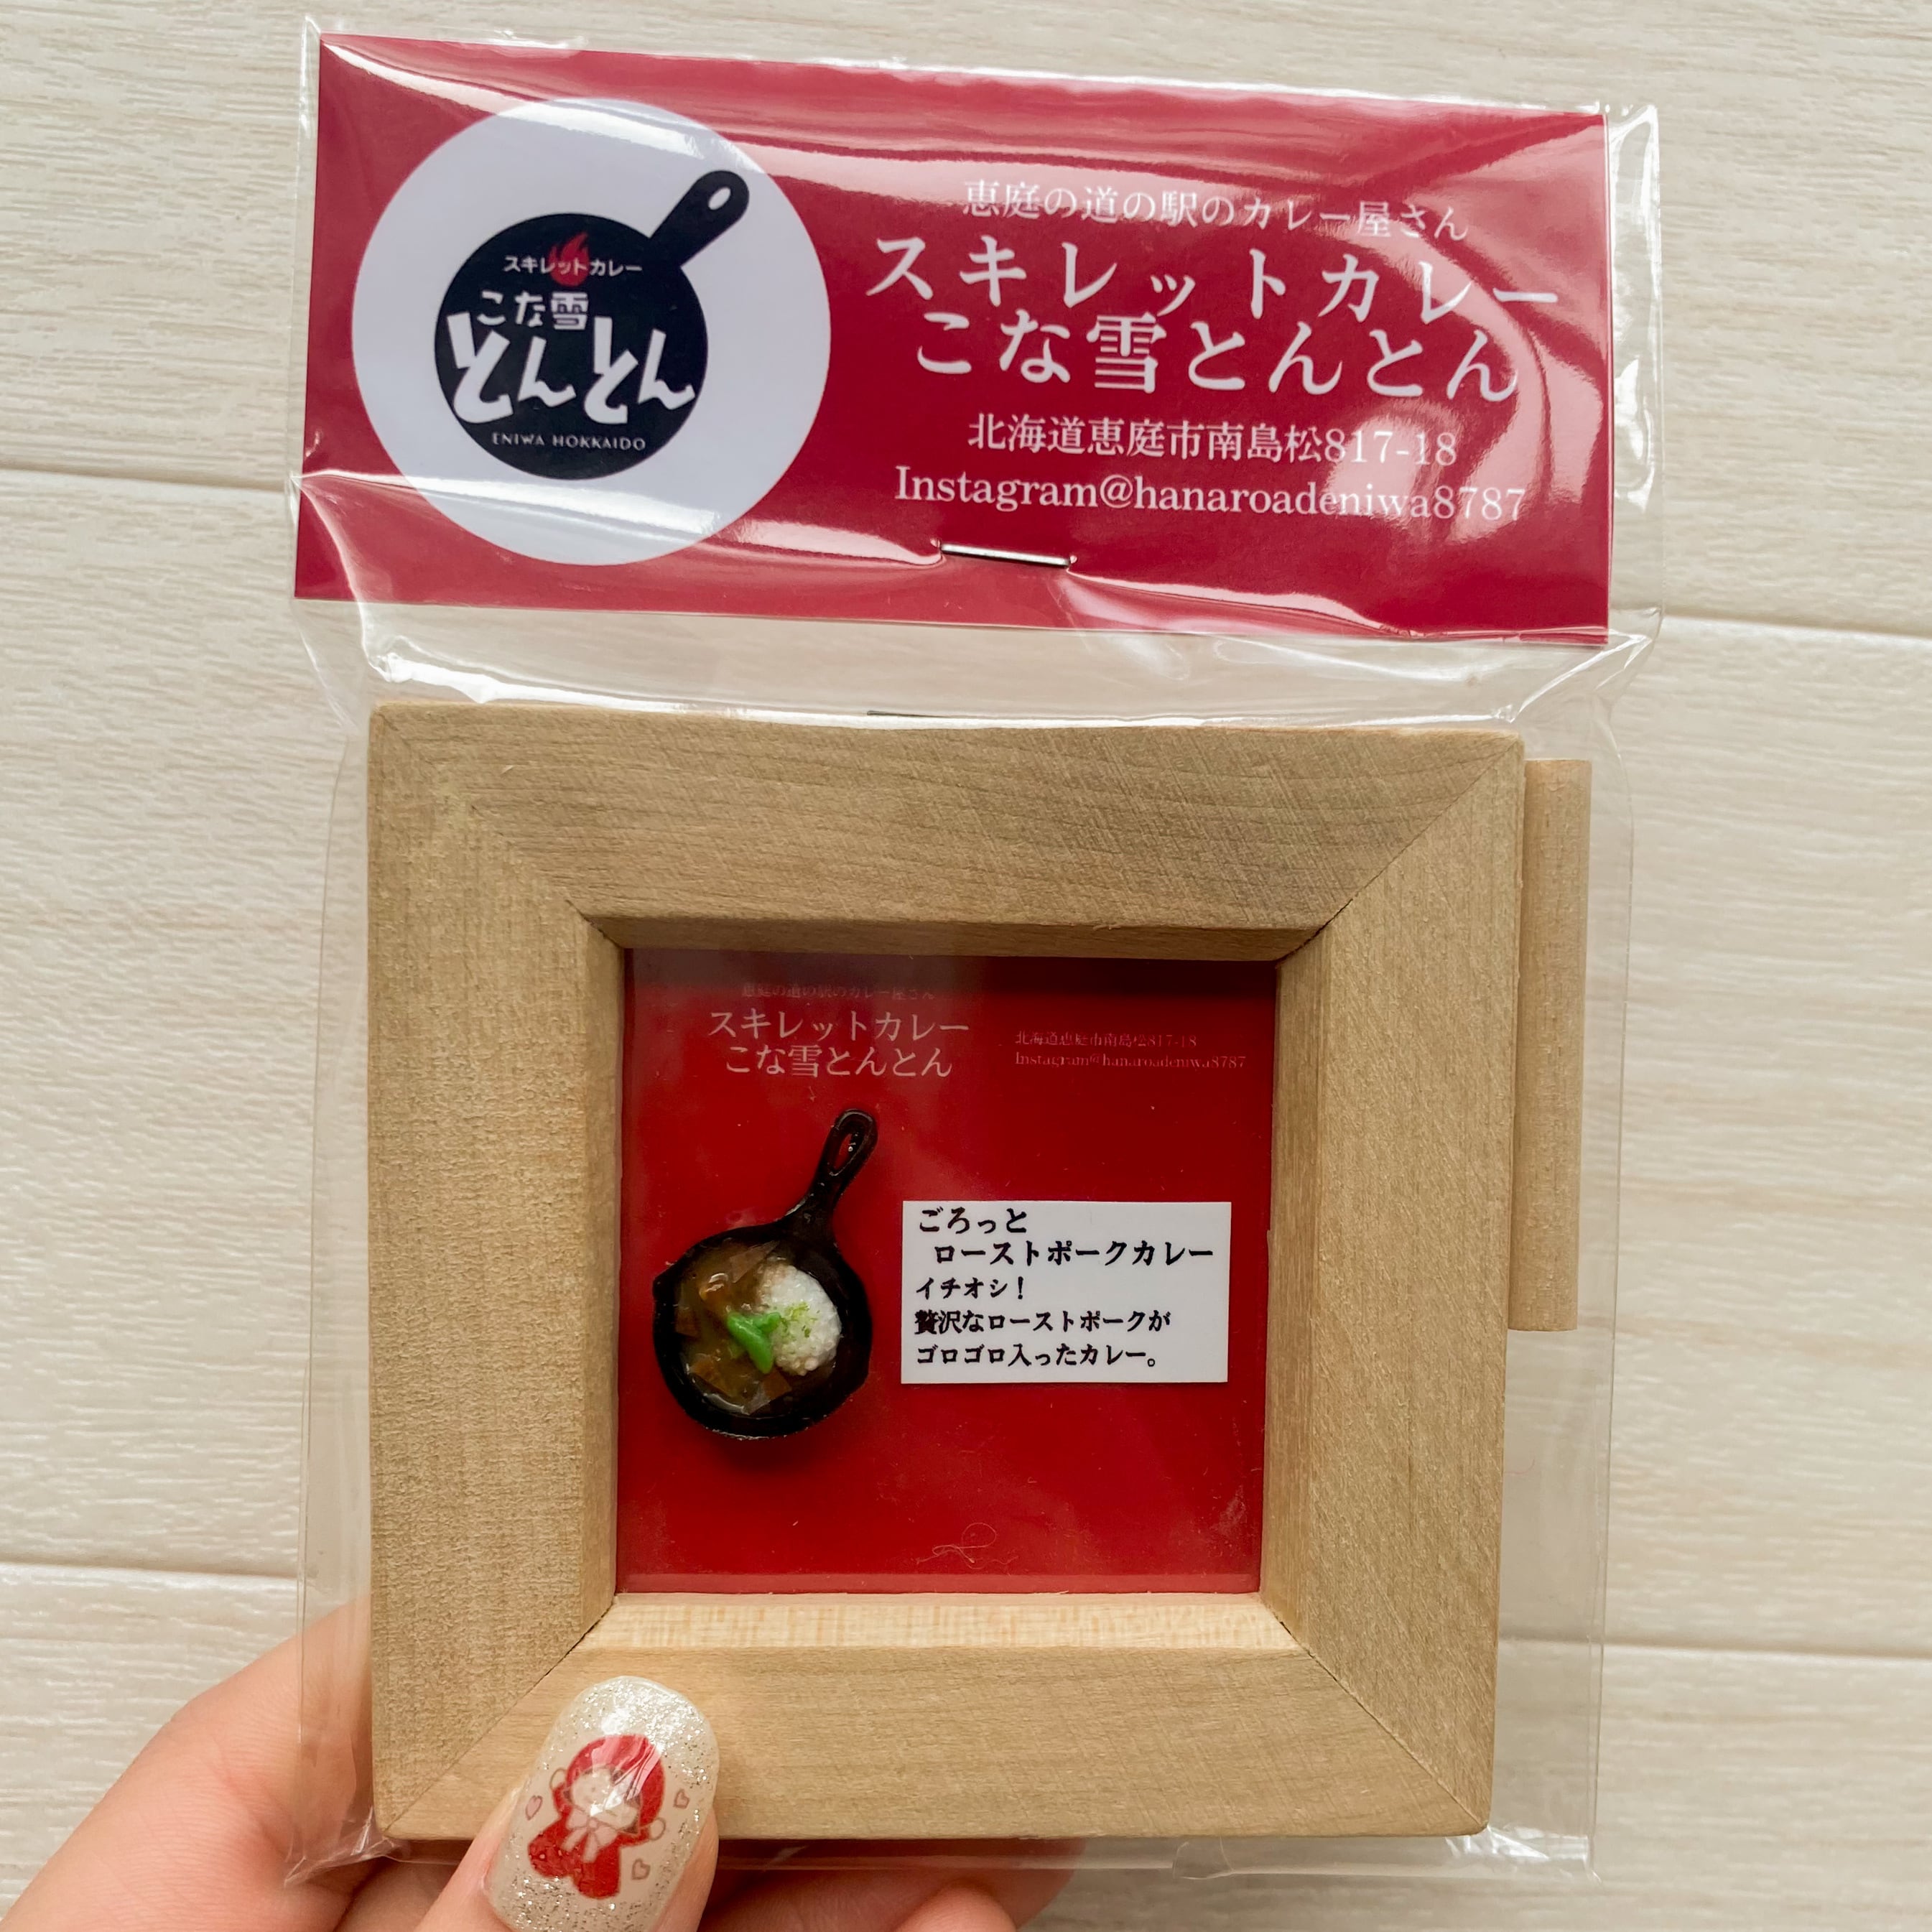 スキレットカレー
こな雪
とんとん
ENIWA HOKKAIDO
恵庭の道の駅のカレー屋さん
スキレットカレー
こな雪とんとん
北海道恵庭市南島松817-18
Instagram@hanaroadeniwa8787
恵庭の道の駅のカレー屋さん
スキレットカレー
こな雪とんとん
北海道恵庭市南島松817-18
Instagram@hanaroadeniwa8787
ごろっと
ローストポークカレー
イチオシ！
贅沢なローストポークが
ゴロゴロ入ったカレー。